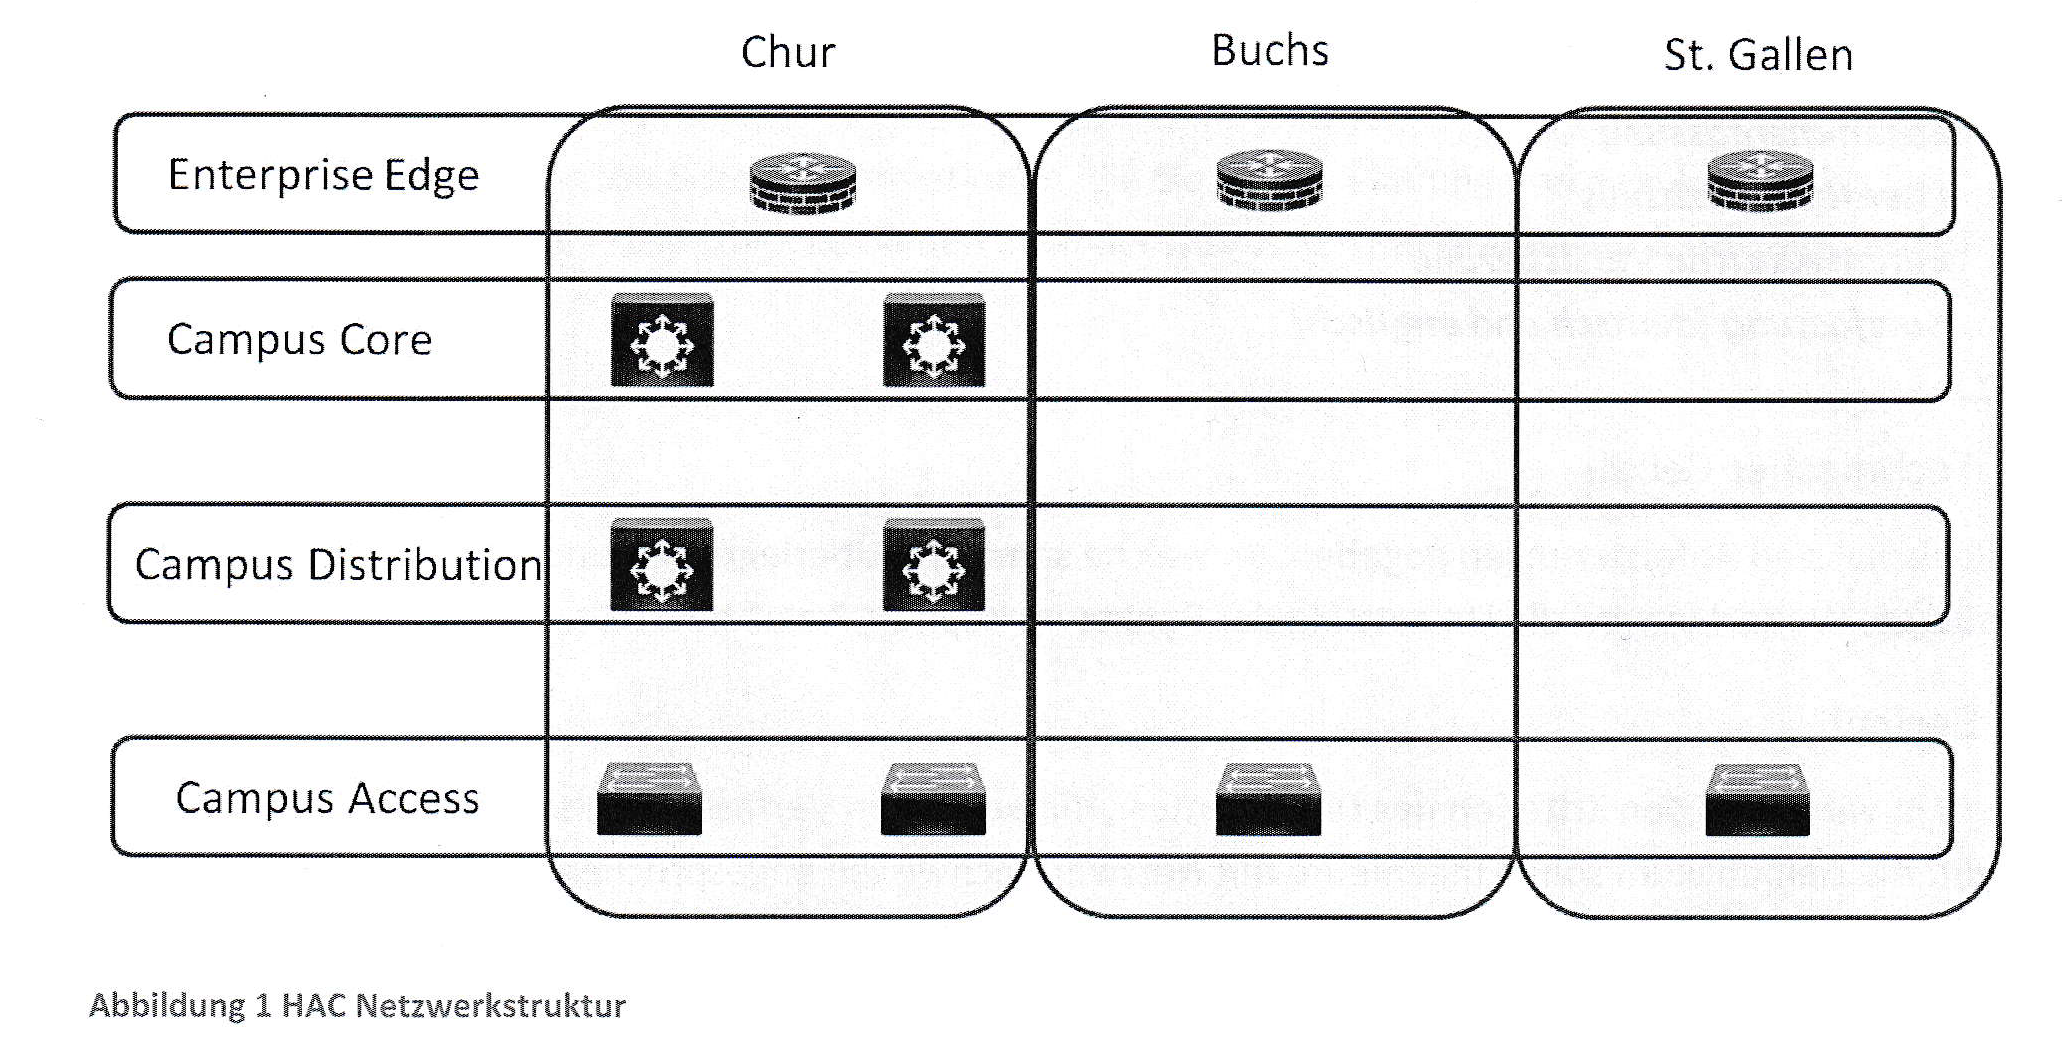 Chur Buchs St. Gallen
Enterprise Edge
Campus Core
Campus Distribution
Campus Access
Abbildung 1 HAC Netzwerkstruktur